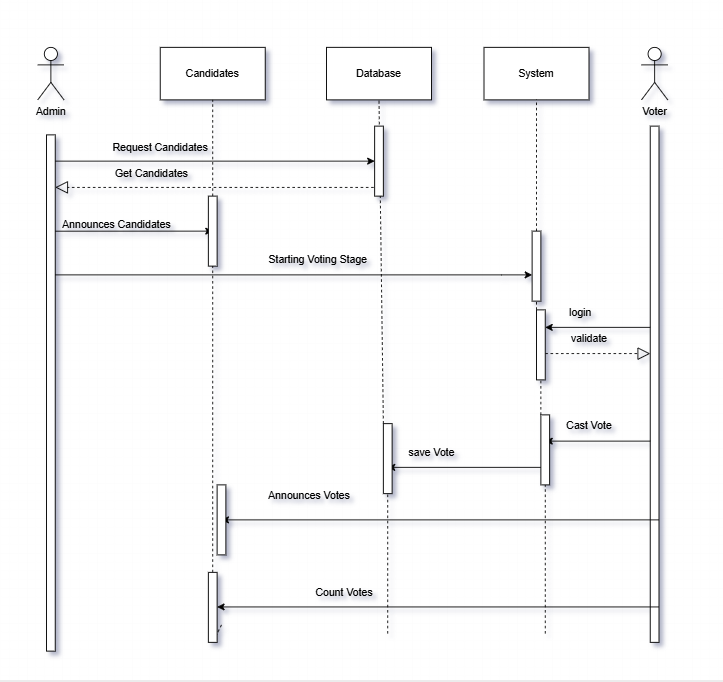 Candidates
Database
System
Admin
Voter
Request Candidates
Get Candidates
Announces Candidates
Starting Voting Stage
login
validate
Cast Vote
save Vote
Announces Votes
Count Votes